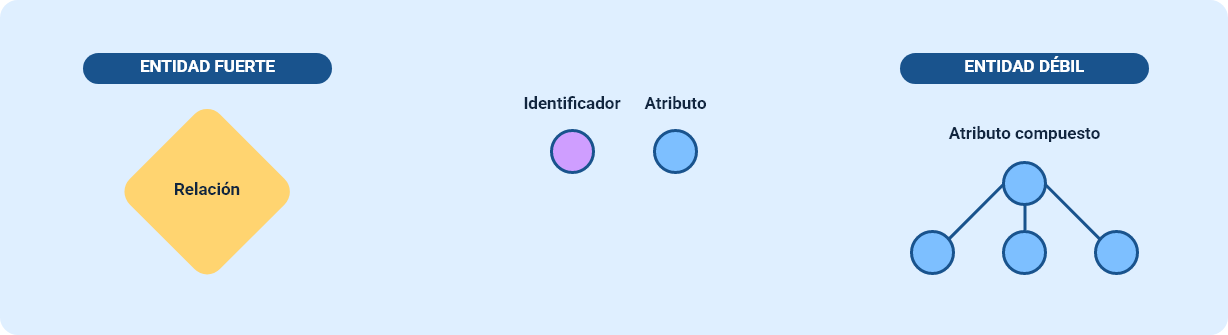 ENTIDAD FUERTE
ENTIDAD DÉBIL
Identificador
Atributo
Atributo compuesto
Relación